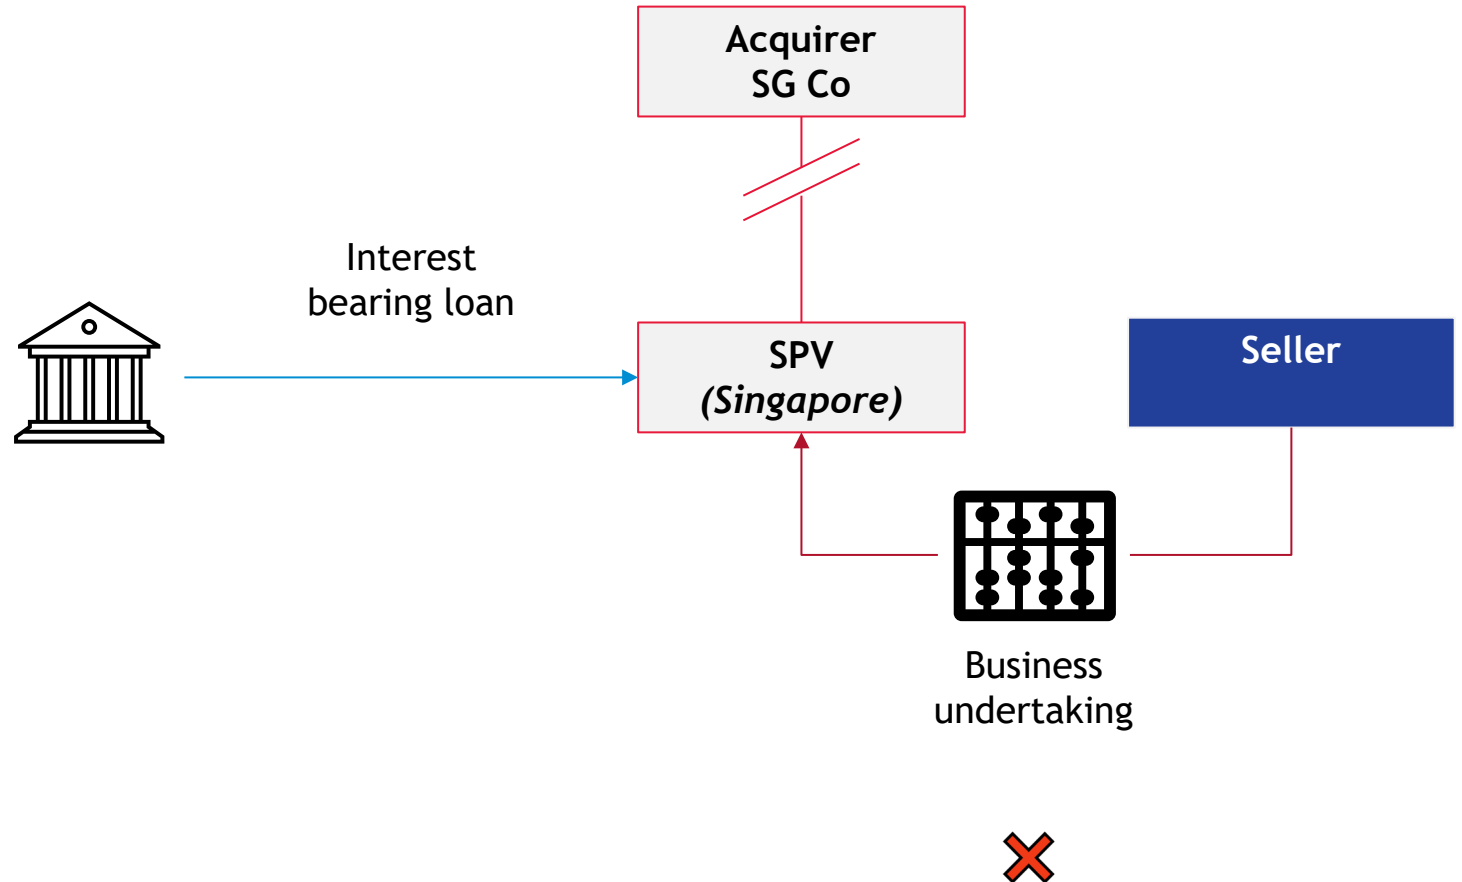 Acquirer
SG Co
Interest
bearing loan
SPV
(Singapore)
Seller
Business
undertaking